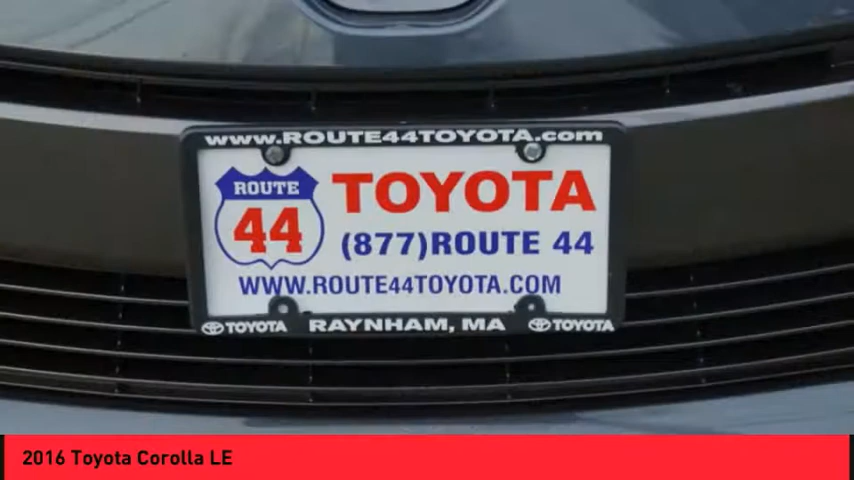 www.ROUTE44TOYOTA.com
ROUTE
44
TOYOTA
(877)ROUTE 44
WWW.ROUTE44TOYOTA.COM
TOYOTA RAYNHAM, MA TOYOTA
2016 Toyota Corolla LE